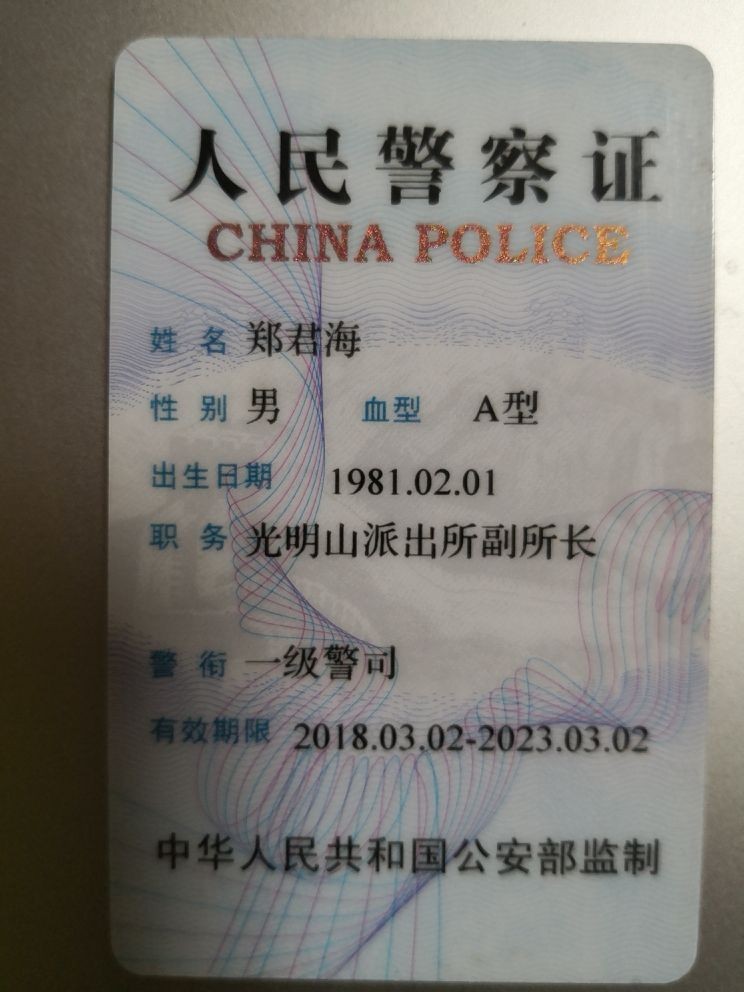 人民警察证
CHINA POLICE
姓名 郑君海
性别 男 血型 A型
出生日期 1981.02.01
职务 光明山派出所副所长
警衔 一级警司
有效期限 2018.03.02-2023.03.02
中华人民共和国公安部监制